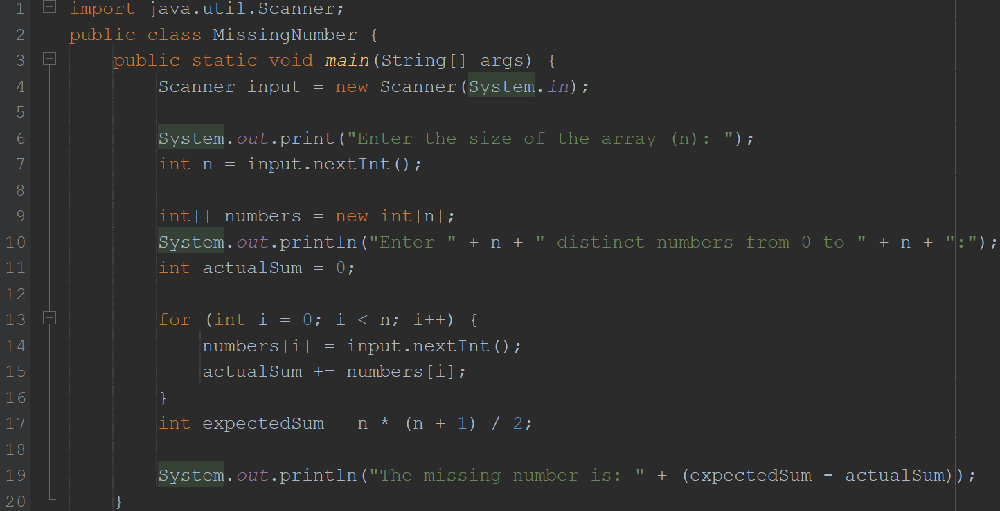 1 import java.util.Scanner;
2 public class MissingNumber {
3 public static void main(String[] args) {
4 Scanner input = new Scanner(System.in);
5
6 System.out.print("Enter the size of the array (n): ");
7 int n = input.nextInt();
8
9 int[] numbers = new int[n];
10 System.out.println("Enter " + n + " distinct numbers from 0 to " + n + ":");
11 int actualSum = 0;
12
13 for (int i = 0; i < n; i++) {
14 numbers[i] = input.nextInt();
15 actualSum += numbers[i];
16 }
17 int expectedSum = n * (n + 1) / 2;
18
19 System.out.println("The missing number is: " + (expectedSum - actualSum));
20 }